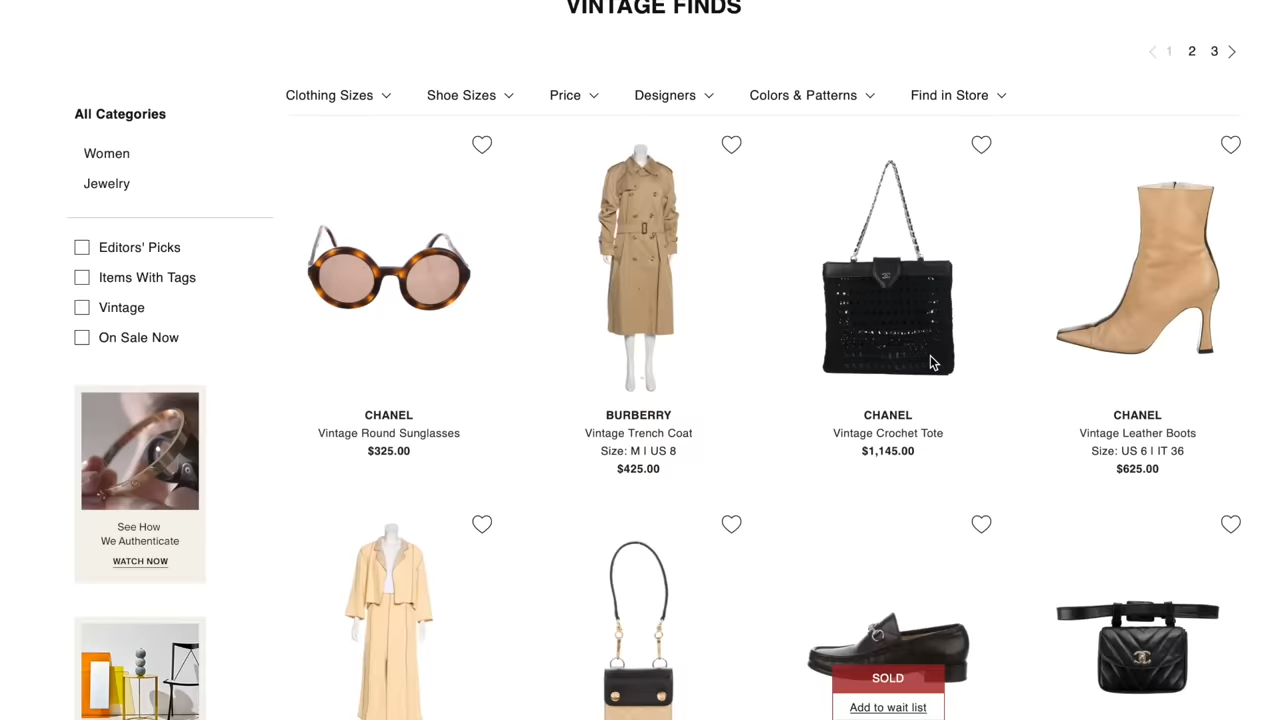 VINTAGE FINDS
1 2 3
Clothing Sizes Shoe Sizes Price Designers Colors & Patterns Find in Store
All Categories
Women
Jewelry
Editors' Picks
Items With Tags
Vintage
On Sale Now
See How
We Authenticate
WATCH NOW
CHANEL
Vintage Round Sunglasses
$325.00
BURBERRY
Vintage Trench Coat
Size: M | US 8
$425.00
CHANEL
Vintage Crochet Tote
$1,145.00
CHANEL
Vintage Leather Boots
Size: US 6 | IT 36
$625.00
SOLD
Add to wait list